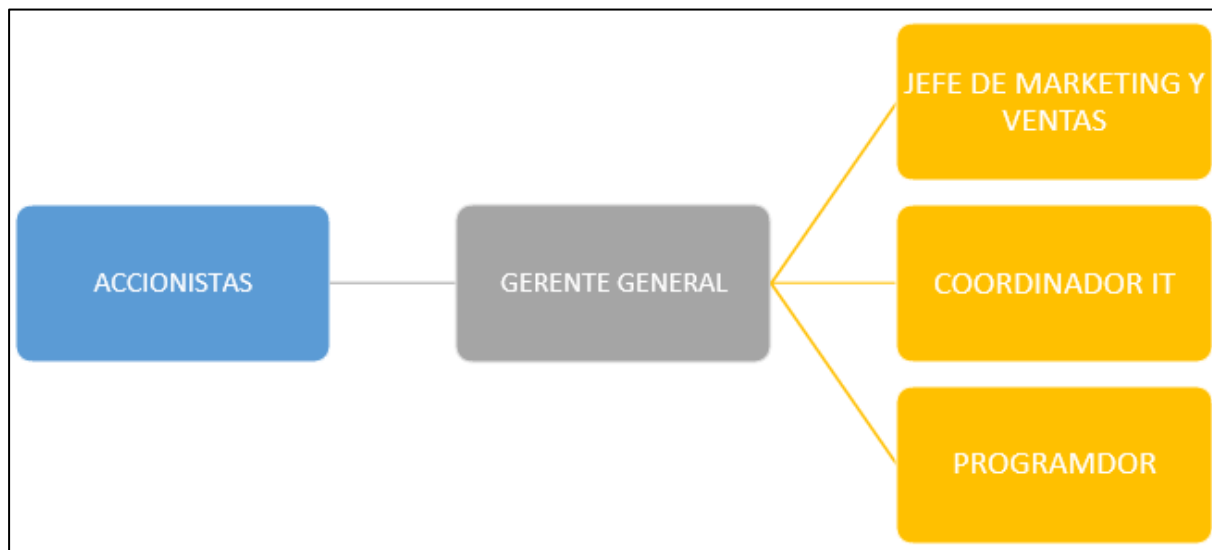 ACCIONISTAS
GERENTE GENERAL
JEFE DE MARKETING Y
VENTAS
COORDINADOR IT
PROGRAMDOR